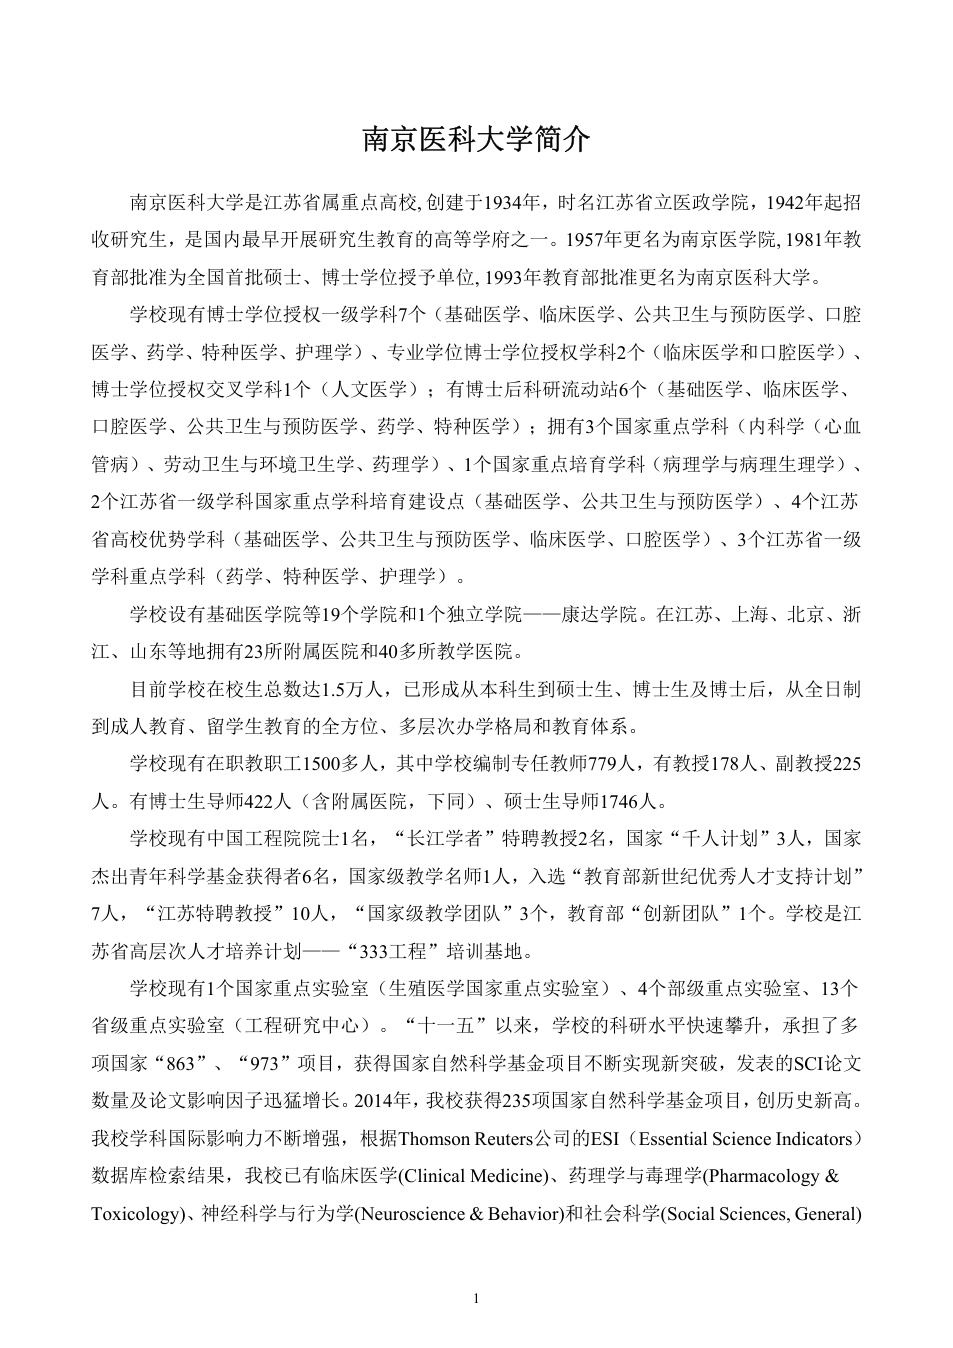 南京医科大学简介
南京医科大学是江苏省属重点高校, 创建于1934年，时名江苏省立医政学院，1942年起招
收研究生，是国内最早开展研究生教育的高等学府之一。1957年更名为南京医学院, 1981年教
育部批准为全国首批硕士、博士学位授予单位, 1993年教育部批准更名为南京医科大学。
学校现有博士学位授权一级学科7个（基础医学、临床医学、公共卫生与预防医学、口腔
医学、药学、特种医学、护理学）、专业学位博士学位授权学科2个（临床医学和口腔医学）、
博士学位授权交叉学科1个（人文医学）；有博士后科研流动站6个（基础医学、临床医学、
口腔医学、公共卫生与预防医学、药学、特种医学）；拥有3个国家重点学科（内科学（心血
管病）、劳动卫生与环境卫生学、药理学）、1个国家重点培育学科（病理学与病理生理学）、
2个江苏省一级学科国家重点学科培育建设点（基础医学、公共卫生与预防医学）、4个江苏
省高校优势学科（基础医学、公共卫生与预防医学、临床医学、口腔医学）、3个江苏省一级
学科重点学科（药学、特种医学、护理学）。
学校设有基础医学院等19个学院和1个独立学院——康达学院。在江苏、上海、北京、浙
江、山东等地拥有23所附属医院和40多所教学医院。
目前学校在校生总数达1.5万人，已形成从本科生到硕士生、博士生及博士后，从全日制
到成人教育、留学生教育的全方位、多层次办学格局和教育体系。
学校现有在职教职工1500多人，其中学校编制专任教师779人，有教授178人、副教授225
人。有博士生导师422人（含附属医院，下同）、硕士生导师1746人。
学校现有中国工程院院士1名，“长江学者”特聘教授2名，国家“千人计划”3人，国家
杰出青年科学基金获得者6名，国家级教学名师1人，入选“教育部新世纪优秀人才支持计划”
7人，“江苏特聘教授”10人，“国家级教学团队”3个，教育部“创新团队”1个。学校是江
苏省高层次人才培养计划——“333工程”培训基地。
学校现有1个国家重点实验室（生殖医学国家重点实验室）、4个部级重点实验室、13个
省级重点实验室（工程研究中心）。“十一五”以来，学校的科研水平快速攀升，承担了多
项国家“863”、“973”项目，获得国家自然科学基金项目不断实现新突破，发表的SCI论文
数量及论文影响因子迅猛增长。2014年，我校获得235项国家自然科学基金项目，创历史新高。
我校学科国际影响力不断增强，根据Thomson Reuters公司的ESI（Essential Science Indicators）
数据库检索结果，我校已有临床医学(Clinical Medicine)、药理学与毒理学(Pharmacology &
Toxicology)、神经科学与行为学(Neuroscience & Behavior)和社会科学(Social Sciences, General)
1